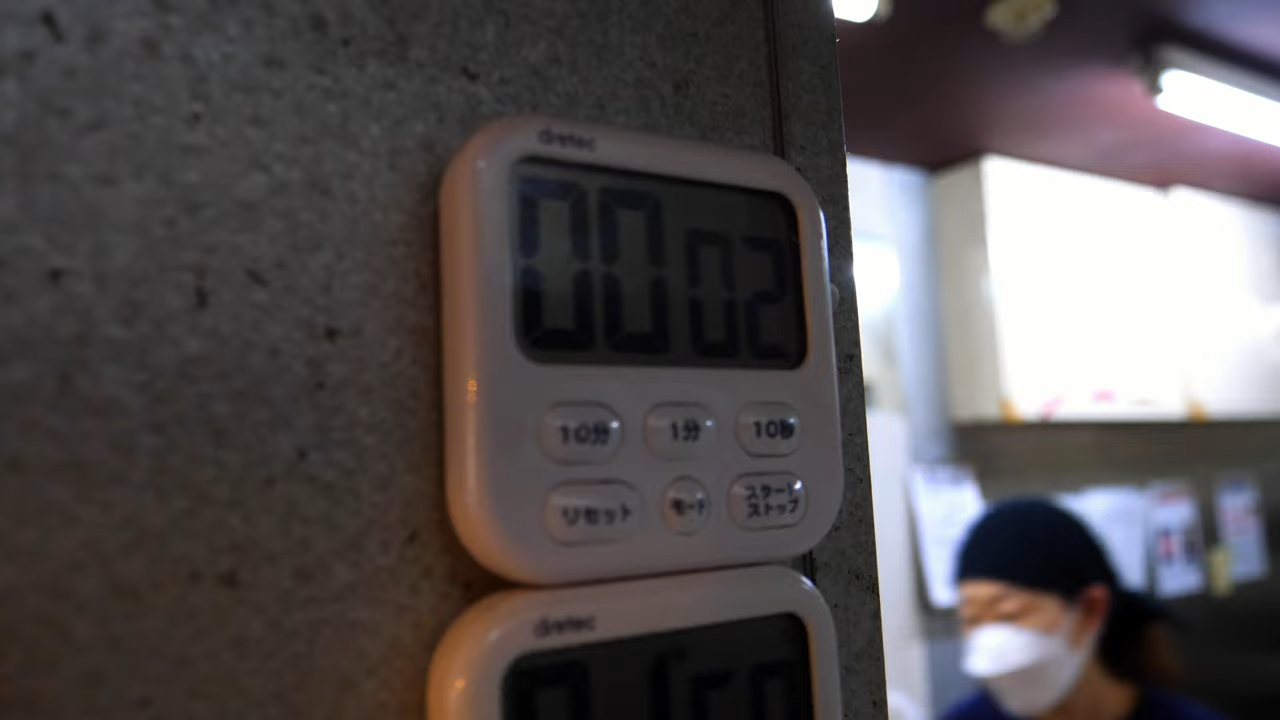 dretec
00 02
10分 1分 10秒
リセット モード スタート
ストップ
dretec